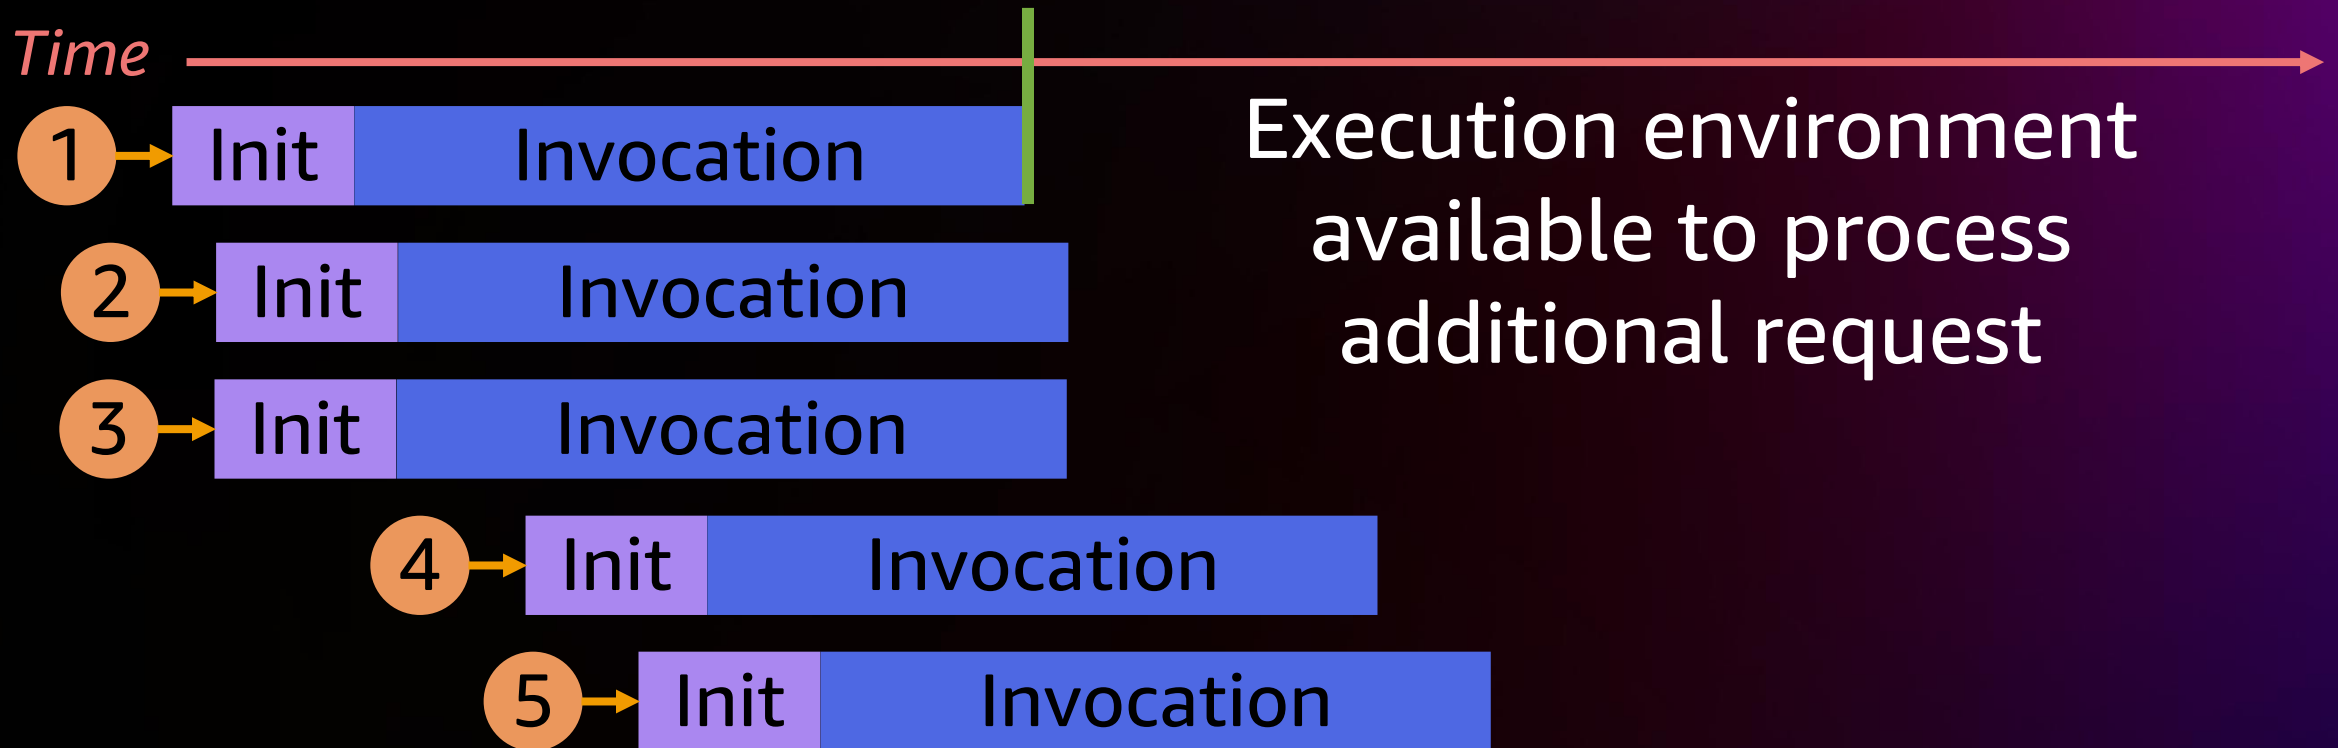 Time
1 Init Invocation
Execution environment
available to process
additional request
2 Init Invocation
3 Init Invocation
4 Init Invocation
5 Init Invocation